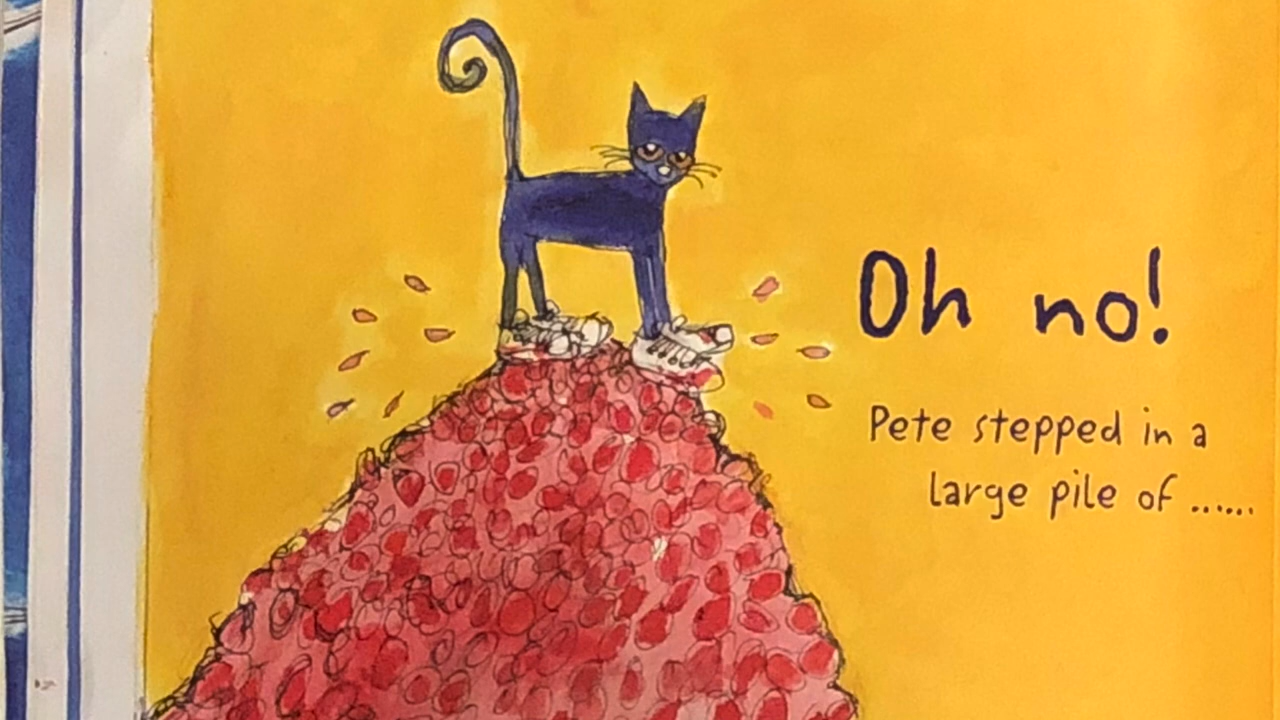 Oh no!
Pete stepped in a
large pile of ......